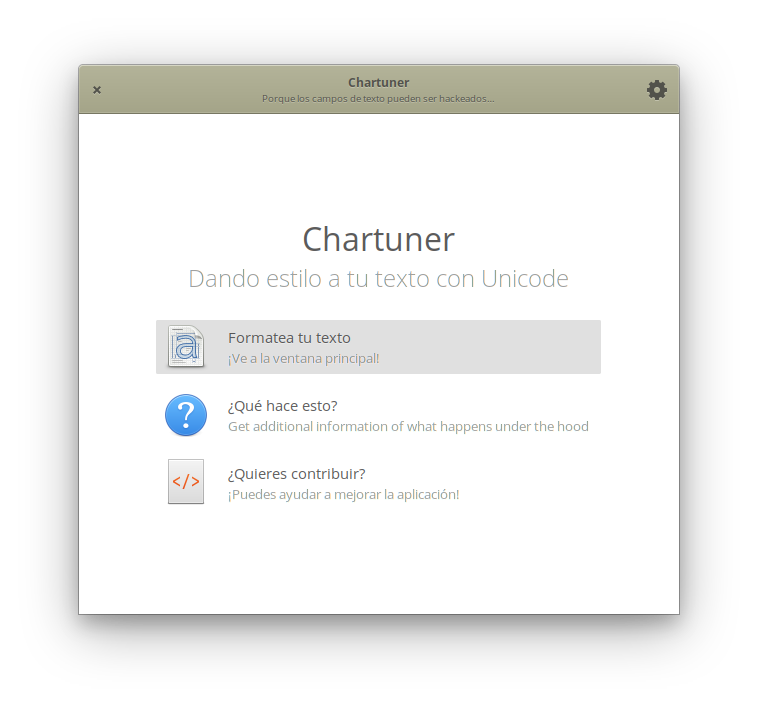 Chartuner
Porque los campos de texto pueden ser hackeados...
Chartuner
Dando estilo a tu texto con Unicode
a
Formatea tu texto
¡Ve a la ventana principal!
?
¿Qué hace esto?
Get additional information of what happens under the hood
</>
¿Quieres contribuir?
¡Puedes ayudar a mejorar la aplicación!